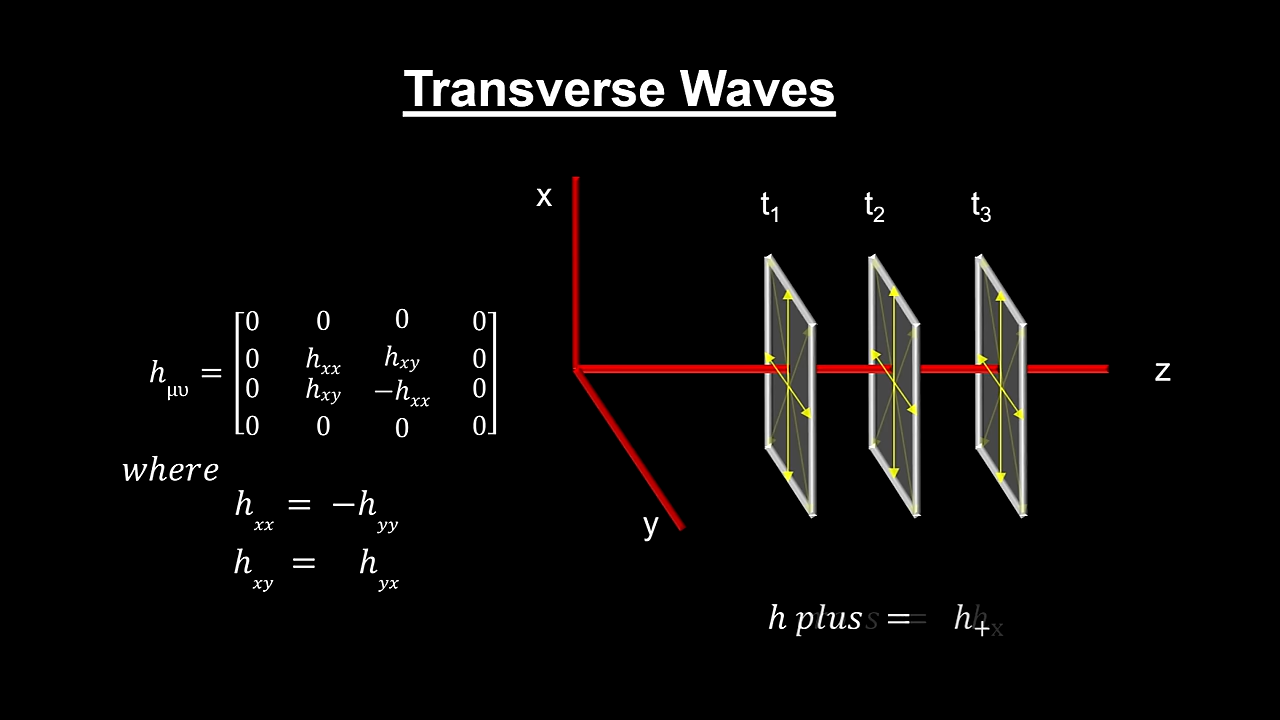 Transverse Waves
x
t₁ t₂ t₃
0 0 0 0
h_μυ = 0 h_xx h_xy 0
0 h_xy −h_xx 0
0 0 0 0
z
where
h_xx = −h_yy
y
h_xy = h_yx
h plus = h₊